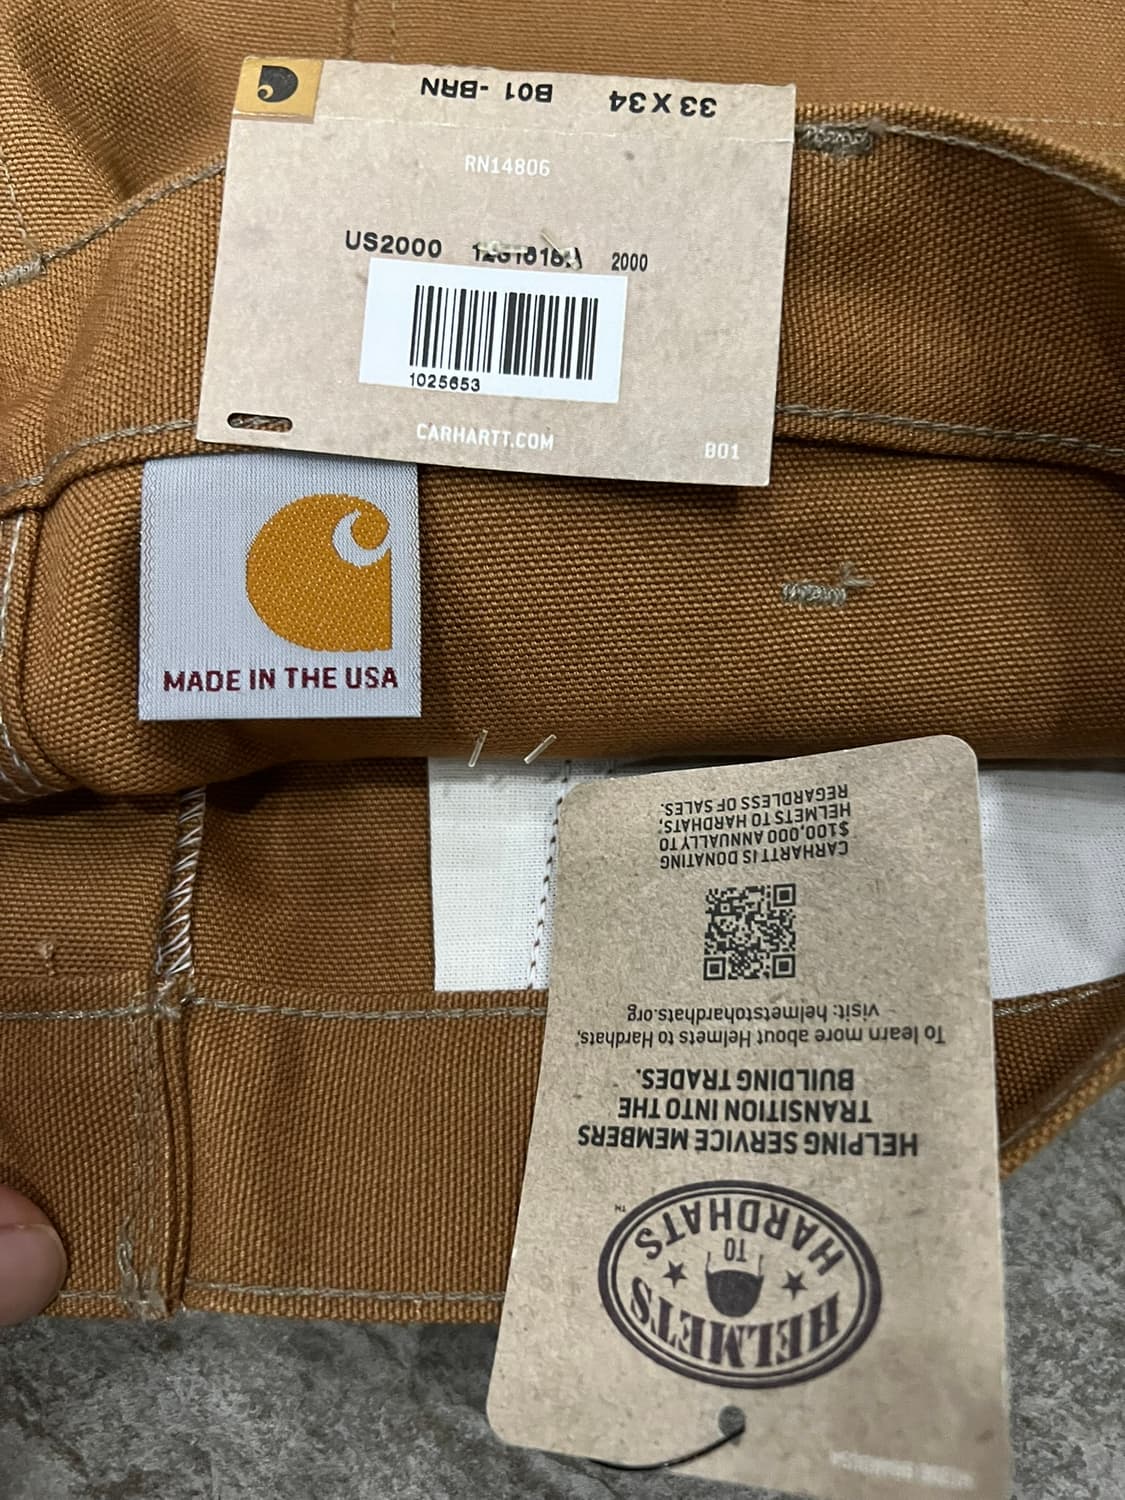 33 X 34 B01 -BRN
RN14806
US2000 2000
1025653
CARHARTT.COM
B01
MADE IN THE USA
HELMETS
TO
HARDHATS
™
HELPING SERVICE MEMBERS
TRANSITION INTO THE
BUILDING TRADES.
To learn more about Helmets to Hardhats,
visit: helmetstohardhats.org
CARHARTT IS DONATING
$100,000 ANNUALLY TO
HELMETS TO HARDHATS,
REGARDLESS OF SALES.